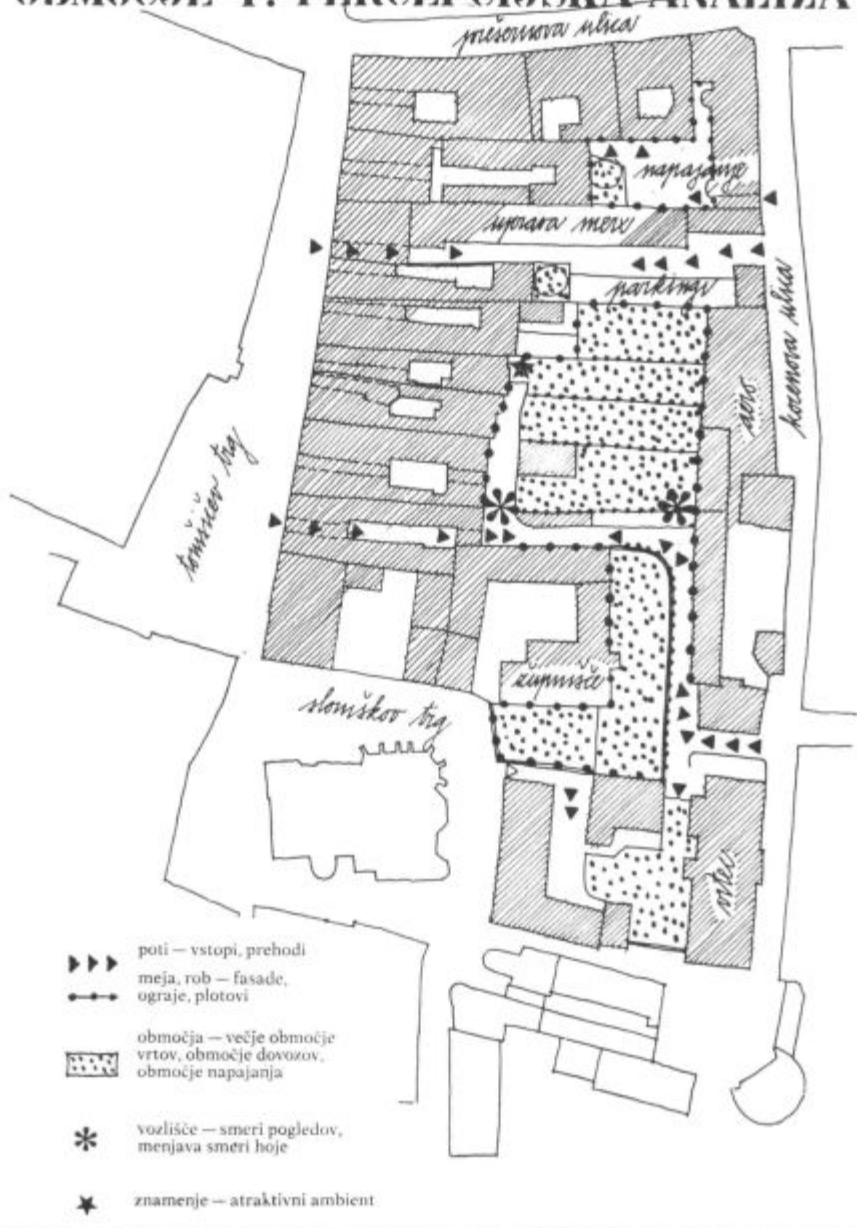 OBMOČJE 1: PERCEPCIJSKA ANALIZA
prešernova ulica
napajanje
uprava merx
parkingi
kocenova ulica
aero
tomšičev trg
župnišče
slomškov trg
vrtec
poti — vstopi, prehodi
meja, rob — fasade,
ograje, plotovi
območja — večje območje
vrtov, območje dovozov,
območje napajanja
vozlišče — smeri pogledov,
menjava smeri hoje
znamenje — atraktivni ambient